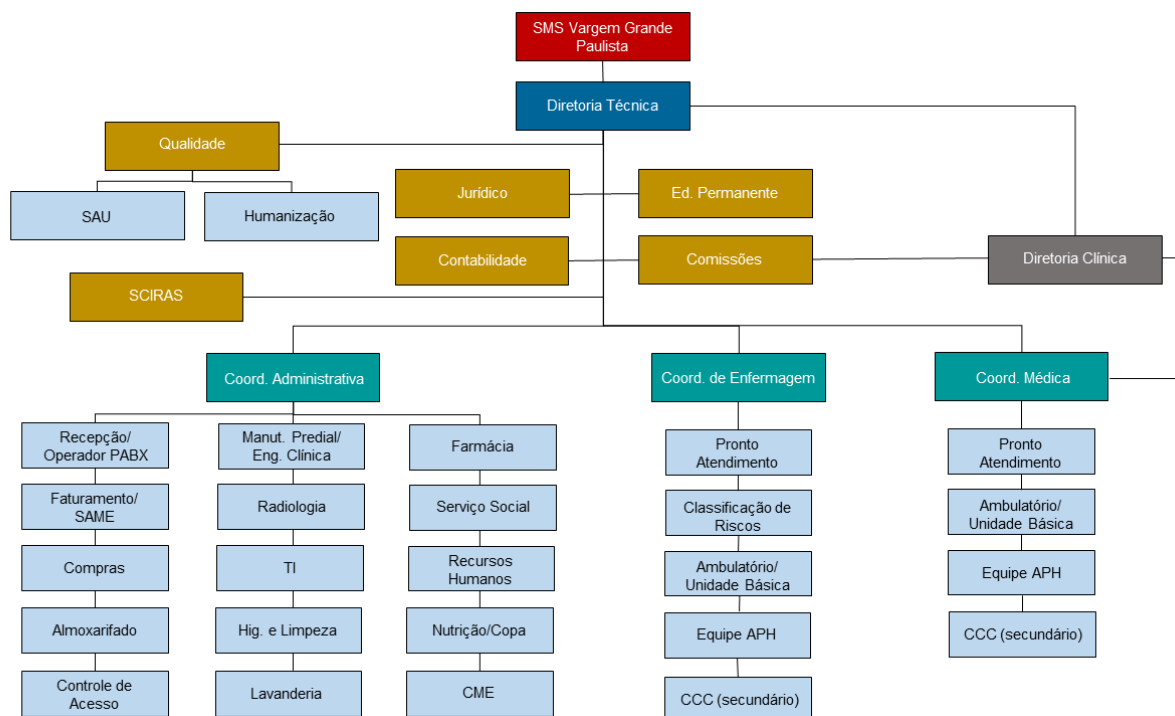 SMS Vargem Grande
Paulista
Diretoria Técnica
Qualidade
SAU
Humanização
Jurídico
Ed. Permanente
Contabilidade
Comissões
Diretoria Clínica
SCIRAS
Coord. Administrativa
Coord. de Enfermagem
Coord. Médica
Recepção/
Operador PABX
Faturamento/
SAME
Compras
Almoxarifado
Controle de
Acesso
Manut. Predial/
Eng. Clínica
Radiologia
TI
Hig. e Limpeza
Lavanderia
Farmácia
Serviço Social
Recursos
Humanos
Nutrição/Copa
CME
Pronto
Atendimento
Classificação de
Riscos
Ambulatório/
Unidade Básica
Equipe APH
CCC (secundário)
Pronto
Atendimento
Ambulatório/
Unidade Básica
Equipe APH
CCC (secundário)